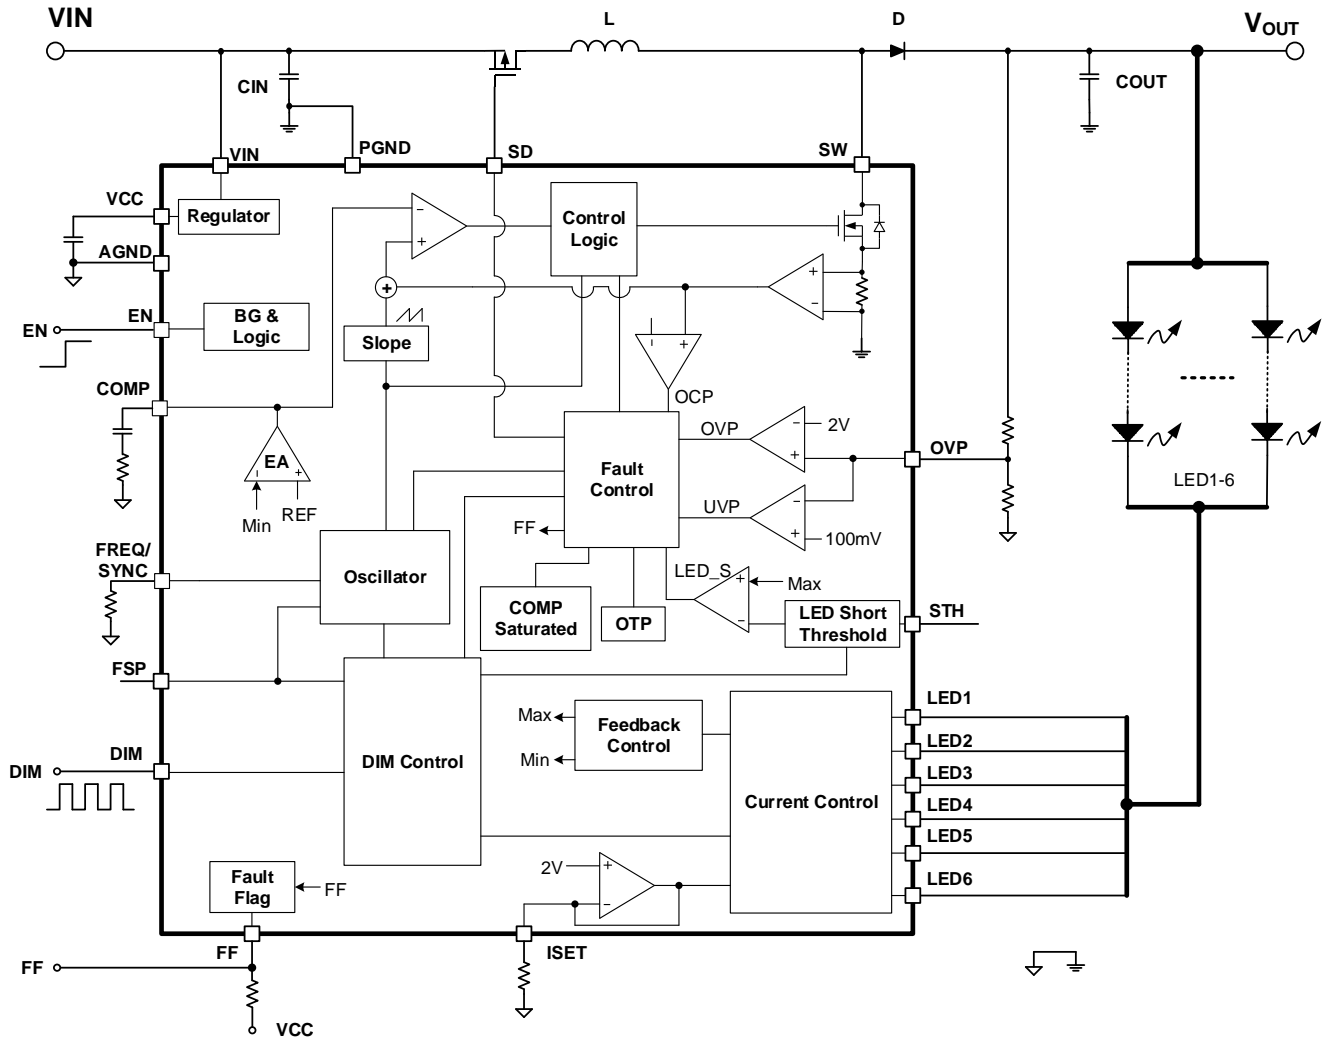 VIN
L
D
VOUT
CIN
COUT
VIN
PGND
SD
SW
VCC
Regulator
−
+
Control
Logic
AGND
+
+
−
EN
EN
BG &
Logic
Slope
−
+
COMP
OCP
EA
−
+
Min
REF
OVP
−
2V
+
OVP
Fault
Control
UVP
−
+
100mV
LED1-6
FF
FREQ/
SYNC
Oscillator
LED_S
+
−
Max
COMP
Saturated
OTP
LED Short
Threshold
STH
FSP
LED1
LED2
LED3
LED4
LED5
LED6
Max
Min
Feedback
Control
DIM
DIM
DIM Control
Current Control
Fault
Flag
FF
2V
+
−
FF
FF
ISET
VCC